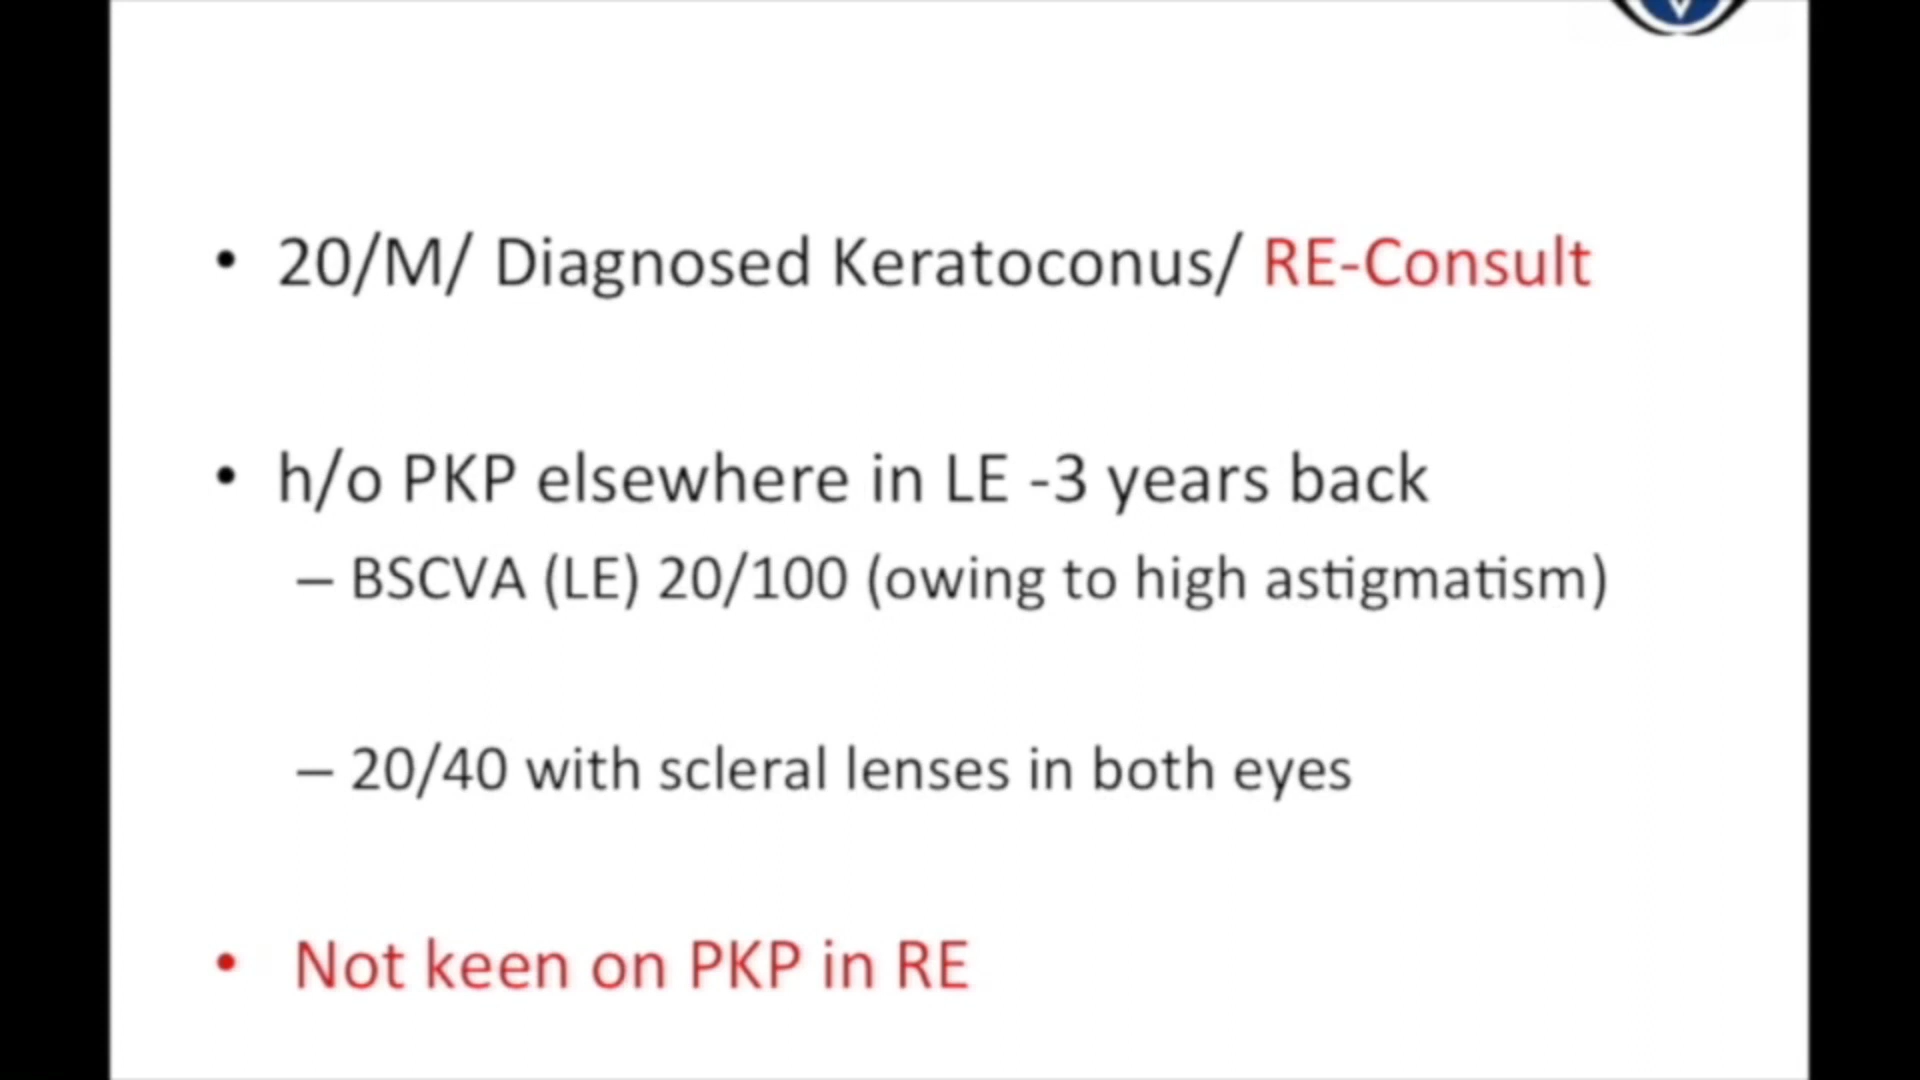 • 20/M/ Diagnosed Keratoconus/ RE-Consult
• h/o PKP elsewhere in LE -3 years back
– BSCVA (LE) 20/100 (owing to high astigmatism)
– 20/40 with scleral lenses in both eyes
• Not keen on PKP in RE